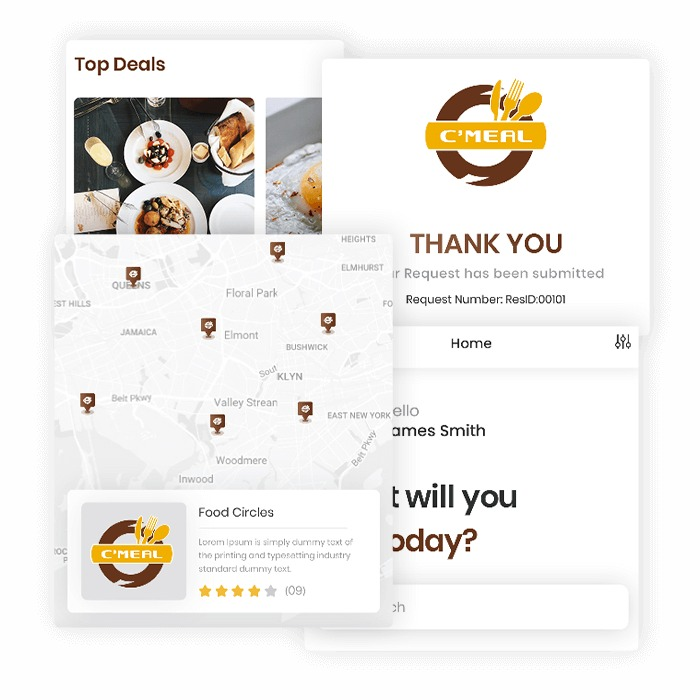 Top Deals
C'MEAL
THANK YOU
r Request has been submitted
Request Number: ResID:00101
HEIGHTS
ELMHURST
QUEENS
EST HILLS
Floral Park
FO
JAMAICA
Elmont
BUSHWICK
Sout
KLYN
Belt Pkwy
Valley Stream
EAST NEW YORK
Belt Pkwy
Woodmere
Inwood
Home
ello
ames Smith
t will you
oday?
ch
Food Circles
C'MEAL
Lorem Ipsum is simply dummy text of
the printing and typesetting industry
standard dummy text.
(09)